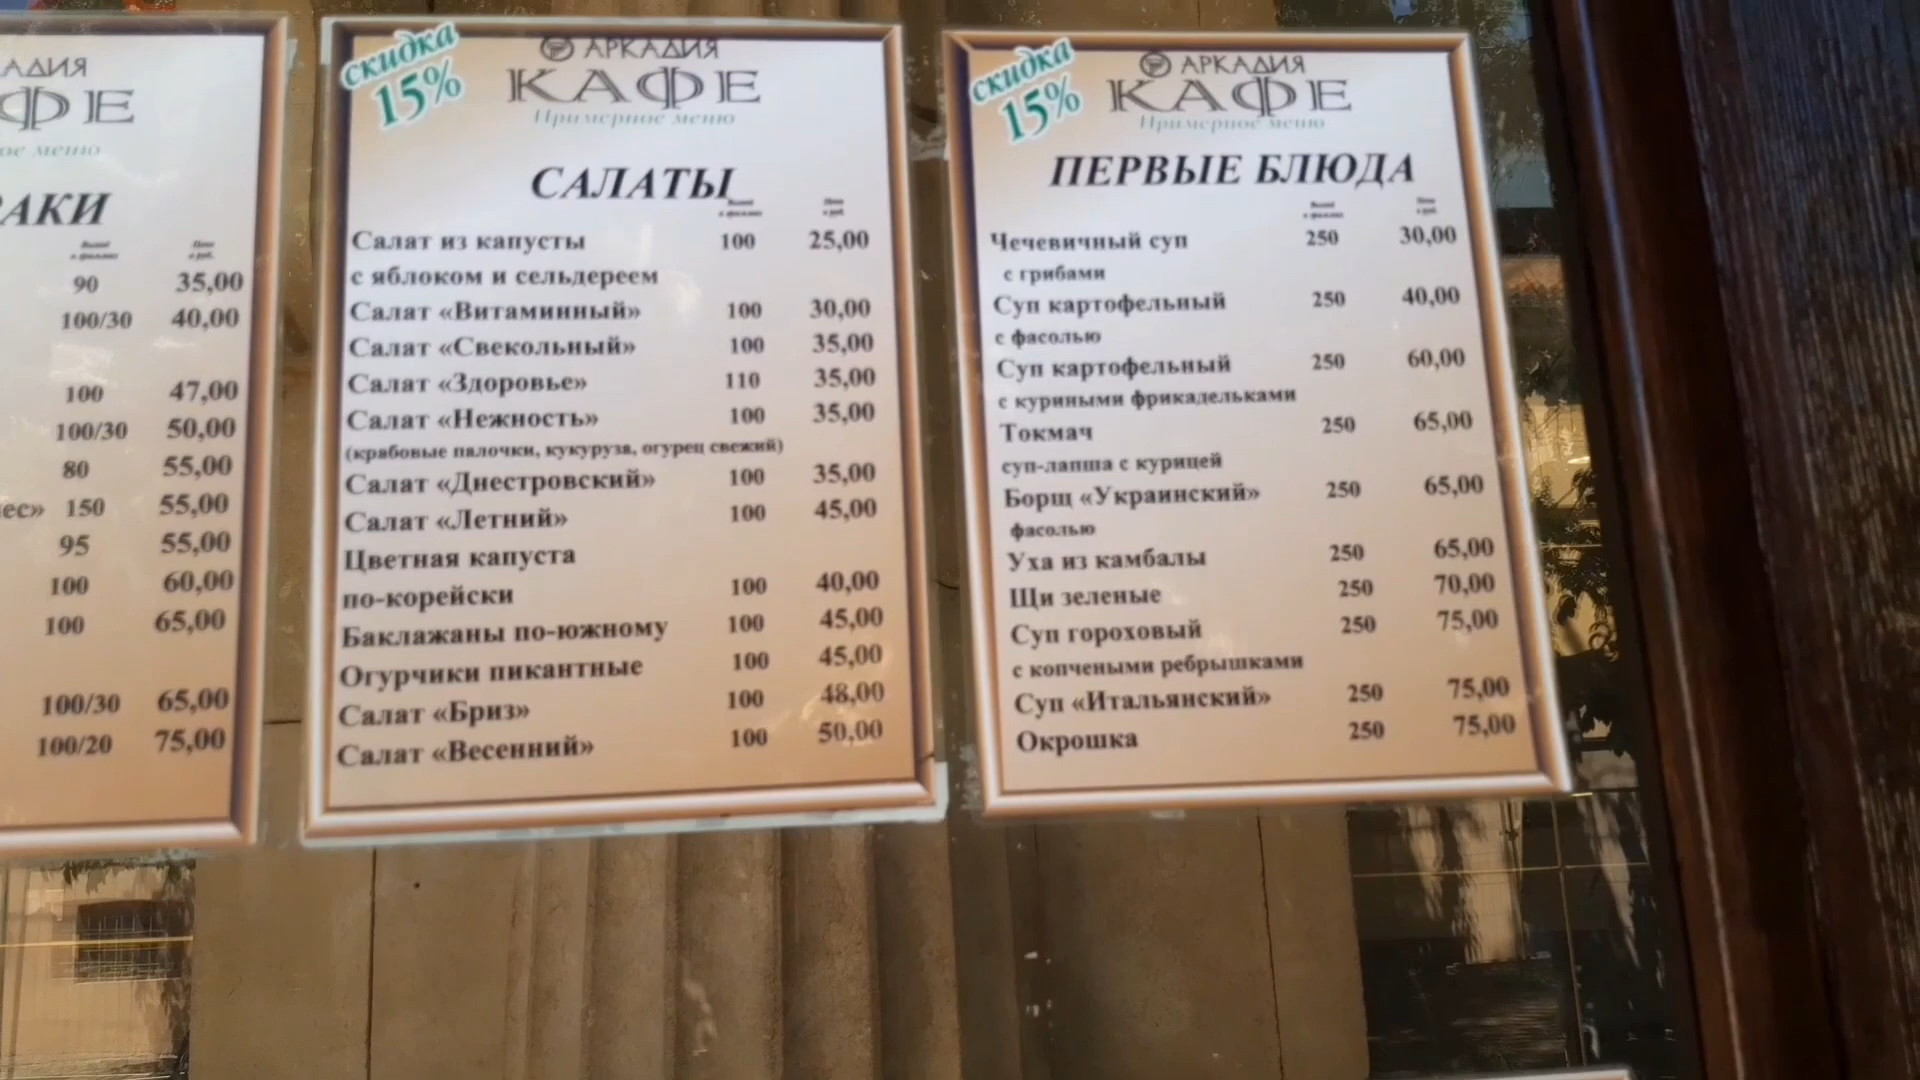 АДИЯ
ФЕ
ое меню
АКИ
Выход в граммах Цена в руб.
90 35,00
100/30 40,00
100 47,00
100/30 50,00
80 55,00
ес» 150 55,00
95 55,00
100 60,00
100 65,00
100/30 65,00
100/20 75,00
скидка
15%
АРКАДИЯ
КАФЕ
Примерное меню
САЛАТЫ
Выход в граммах Цена в руб.
Салат из капусты 100 25,00
с яблоком и сельдереем
Салат «Витаминный» 100 30,00
Салат «Свекольный» 100 35,00
Салат «Здоровье» 110 35,00
Салат «Нежность» 100 35,00
(крабовые палочки, кукуруза, огурец свежий)
Салат «Днестровский» 100 35,00
Салат «Летний» 100 45,00
Цветная капуста
по-корейски 100 40,00
Баклажаны по-южному 100 45,00
Огурчики пикантные 100 45,00
Салат «Бриз» 100 48,00
Салат «Весенний» 100 50,00
скидка
15%
АРКАДИЯ
КАФЕ
Примерное меню
ПЕРВЫЕ БЛЮДА
Выход в граммах Цена в руб.
Чечевичный суп 250 30,00
с грибами
Суп картофельный 250 40,00
с фасолью
Суп картофельный 250 60,00
с куриными фрикадельками
Токмач 250 65,00
суп-лапша с курицей
Борщ «Украинский» 250 65,00
фасолью
Уха из камбалы 250 65,00
Щи зеленые 250 70,00
Суп гороховый 250 75,00
с копчеными ребрышками
Суп «Итальянский» 250 75,00
Окрошка 250 75,00